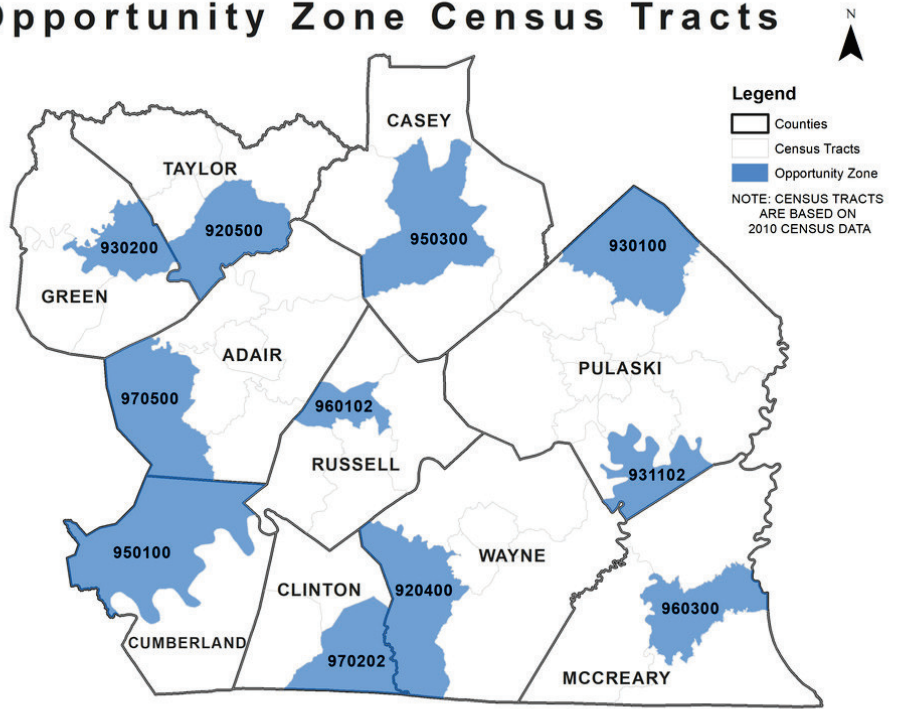 pportunity Zone Census Tracts
N
Legend
Counties
Census Tracts
Opportunity Zone
NOTE: CENSUS TRACTS
ARE BASED ON
2010 CENSUS DATA
CASEY
TAYLOR
920500
930200
950300
930100
GREEN
ADAIR
PULASKI
970500
960102
RUSSELL
931102
950100
WAYNE
CLINTON
920400
960300
CUMBERLAND
970202
MCCREARY